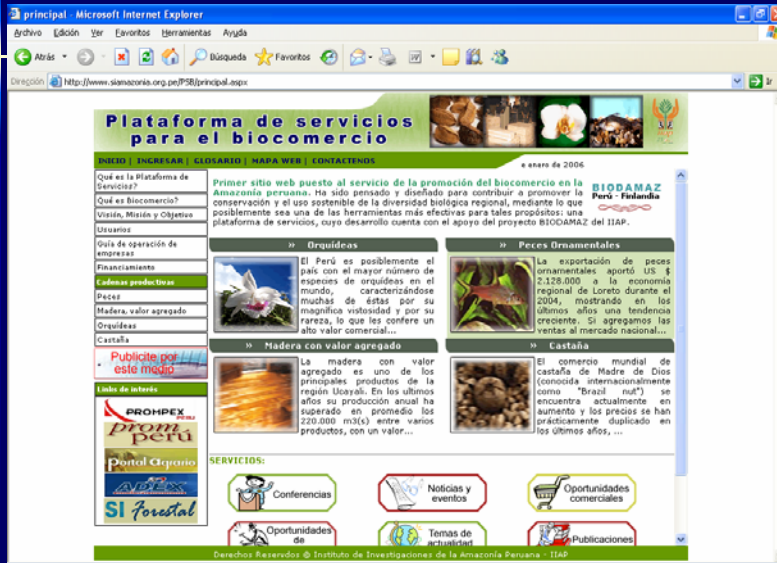 principal - Microsoft Internet Explorer
Archivo Edición Ver Favoritos Herramientas Ayuda
Atrás Búsqueda Favoritos
Dirección http://www.siamazonia.org.pe/PSB/principal.aspx Ir
Plataforma de servicios
para el biocomercio
INICIO | INGRESAR | GLOSARIO | MAPA WEB | CONTACTENOS
e enero de 2006
Qué es la Plataforma de
Servicios?
Qué es Biocomercio?
Visión, Misión y Objetivo
Usuarios
Guía de operación de
empresas
Financiamiento
Cadenas productivas
Peces
Madera, valor agregado
Orquídeas
Castaña
Publicite por
este medio
Links de interés
PROMPEX
PERU
prom
perú
Portal Agrario
ADEX
SI Forestal
Primer sitio web puesto al servicio de la promoción del biocomercio en la
Amazonía peruana. Ha sido pensado y diseñado para contribuir a promover la
conservación y el uso sostenible de la diversidad biológica regional, mediante lo que
posiblemente sea una de las herramientas más efectivas para tales propósitos: una
plataforma de servicios, cuyo desarrollo cuenta con el apoyo del proyecto BIODAMAZ del IIAP.
BIODAMAZ
Perú - Finlandia
» Orquídeas
El Perú es posiblemente el
país con el mayor número de
especies de orquídeas en el
mundo, caracterizándose
muchas de éstas por su
magnífica vistosidad y por su
rareza, lo que les confere un
alto valor comercial...
» Peces Ornamentales
La exportación de peces
ornamentales aportó US $
2.128.000 a la economía
regional de Loreto durante el
2004, mostrando en los
últimos años una tendencia
creciente. Si agregamos las
ventas al mercado nacional...
» Madera con valor agregado
La madera con valor
agregado es uno de los
principales productos de la
región Ucayali. En los ultimos
años su producción anual ha
superado en promedio los
220.000 m3(s) entre varios
productos, con un valor...
» Castaña
El comercio mundial de
castaña de Madre de Dios
(conocida internacionalmente
como "Brazil nut") se
encuentra actualmente en
aumento y los precios se han
prácticamente duplicado en
los últimos años, ...
SERVICIOS:
Conferencias
Noticias y
eventos
Oportunidades
comerciales
Oportunidades
de
Temas de
actualidad
Publicaciones
Derechos Reservdos © Instituto de Investigaciones de la Amazonía Peruana - IIAP